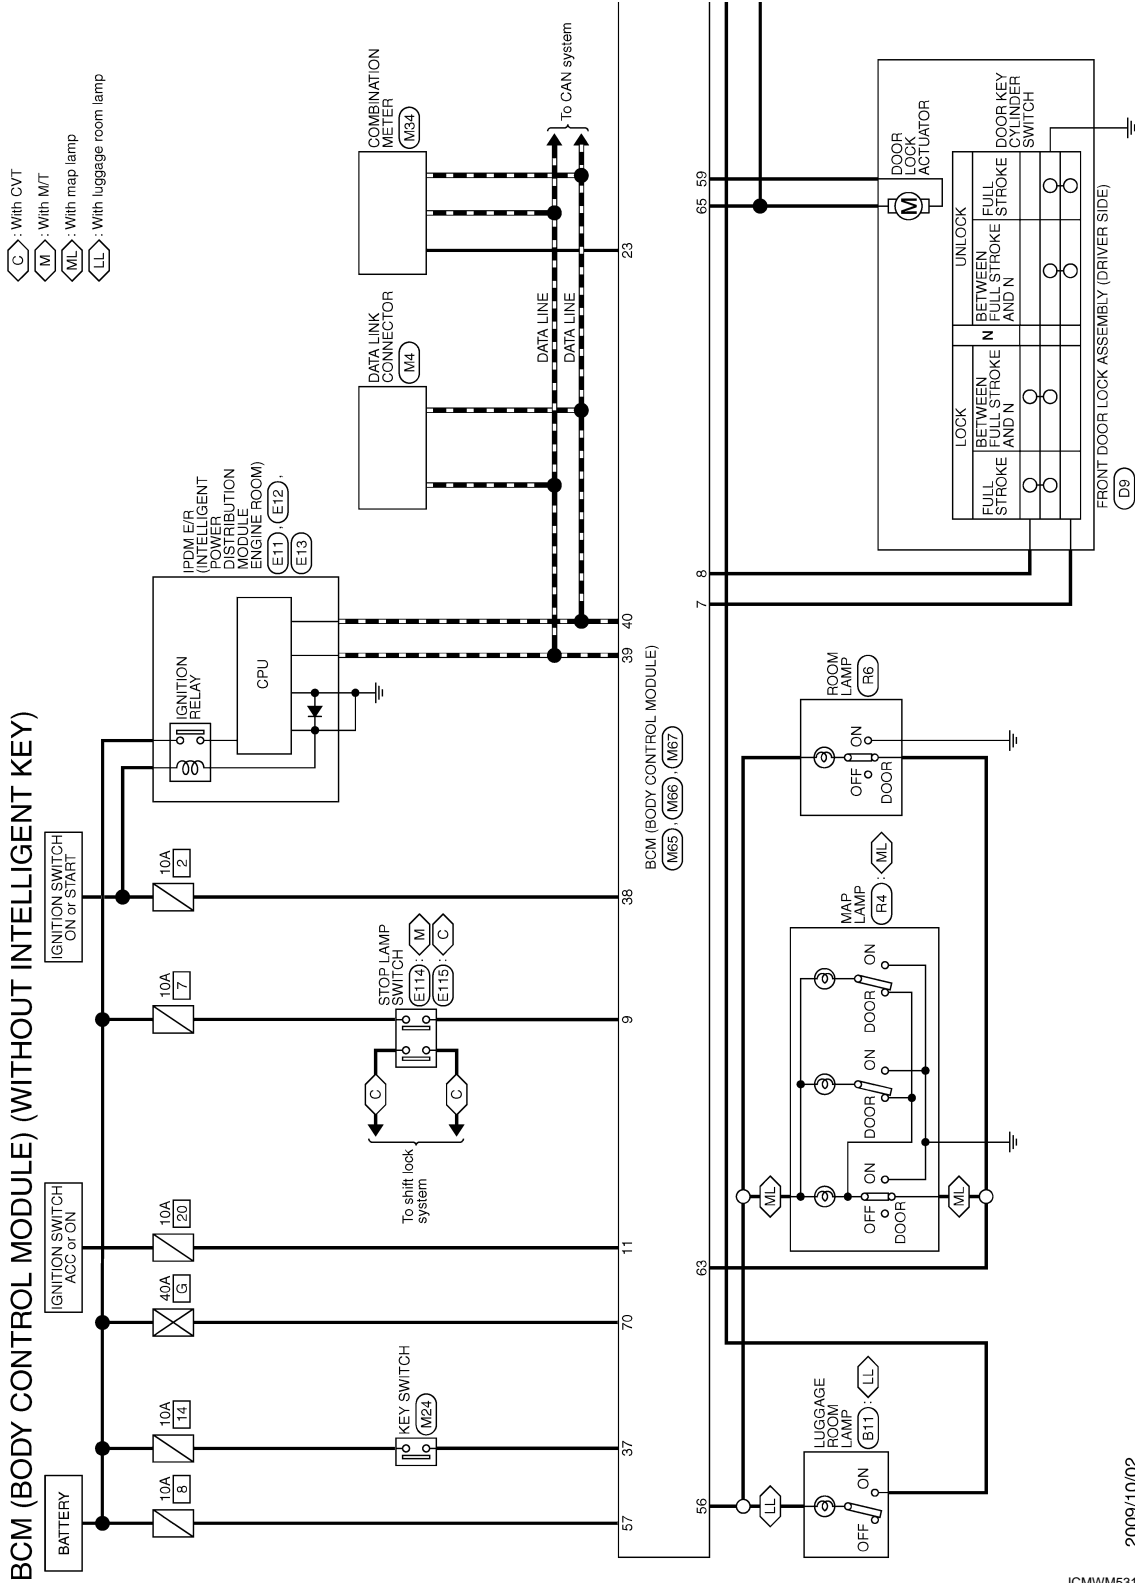 BCM (BODY CONTROL MODULE) (WITHOUT INTELLIGENT KEY)
C : With CVT
M : With M/T
ML : With map lamp
LL : With luggage room lamp
BATTERY
IGNITION SWITCH
ACC or ON
IGNITION SWITCH
ON or START
10A
8
10A
14
40A
G
10A
20
10A
7
10A
2
IGNITION
RELAY
CPU
IPDM E/R
(INTELLIGENT
POWER
DISTRIBUTION
MODULE
ENGINE ROOM)
E11 , E12 ,
E13
DATA LINK
CONNECTOR
M4
COMBINATION
METER
M34
KEY SWITCH
M24
To shift lock
system
C
C
STOP LAMP
SWITCH
E114 : M
E115 : C
DATA LINE
DATA LINE
To CAN system
57
37
70
11
9
38
39
40
23
BCM (BODY CONTROL MODULE)
M65 , M66 , M67
56
63
7
8
65
59
LL
LUGGAGE
ROOM
LAMP
B11 : LL
OFF
ON
ML
ML
MAP
LAMP
R4 : ML
OFF
DOOR
ON
DOOR
ON
DOOR
ON
ROOM
LAMP
R6
OFF
DOOR
ON
DOOR
LOCK
ACTUATOR
M
DOOR KEY
CYLINDER
SWITCH
LOCK
N
UNLOCK
FULL
STROKE
BETWEEN
FULL STROKE
AND N
BETWEEN
FULL STROKE
AND N
FULL
STROKE
FRONT DOOR LOCK ASSEMBLY (DRIVER SIDE)
D9
2009/10/02